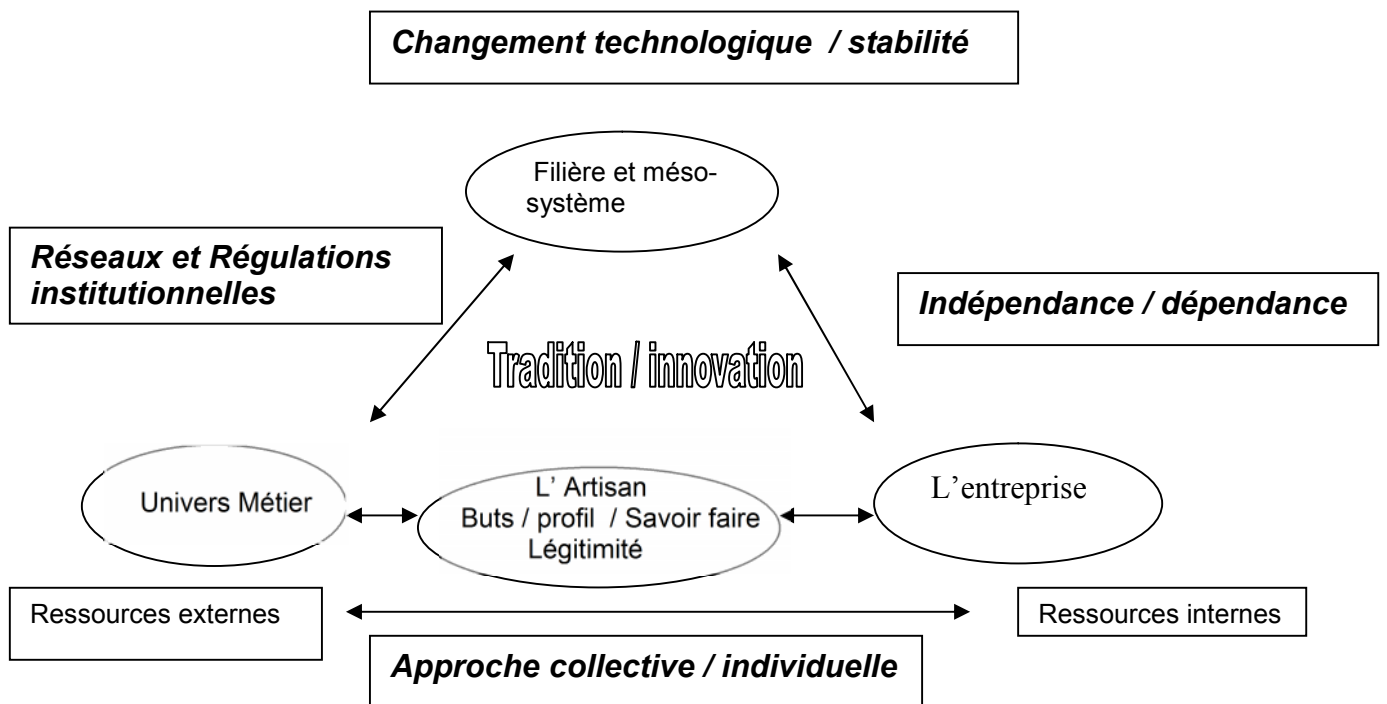 Changement technologique / stabilité
Filière et méso-
système
Réseaux et Régulations
institutionnelles
Indépendance / dépendance
Tradition / innovation
Univers Métier
L' Artisan
Buts / profil / Savoir faire
Légitimité
L'entreprise
Ressources externes
Ressources internes
Approche collective / individuelle